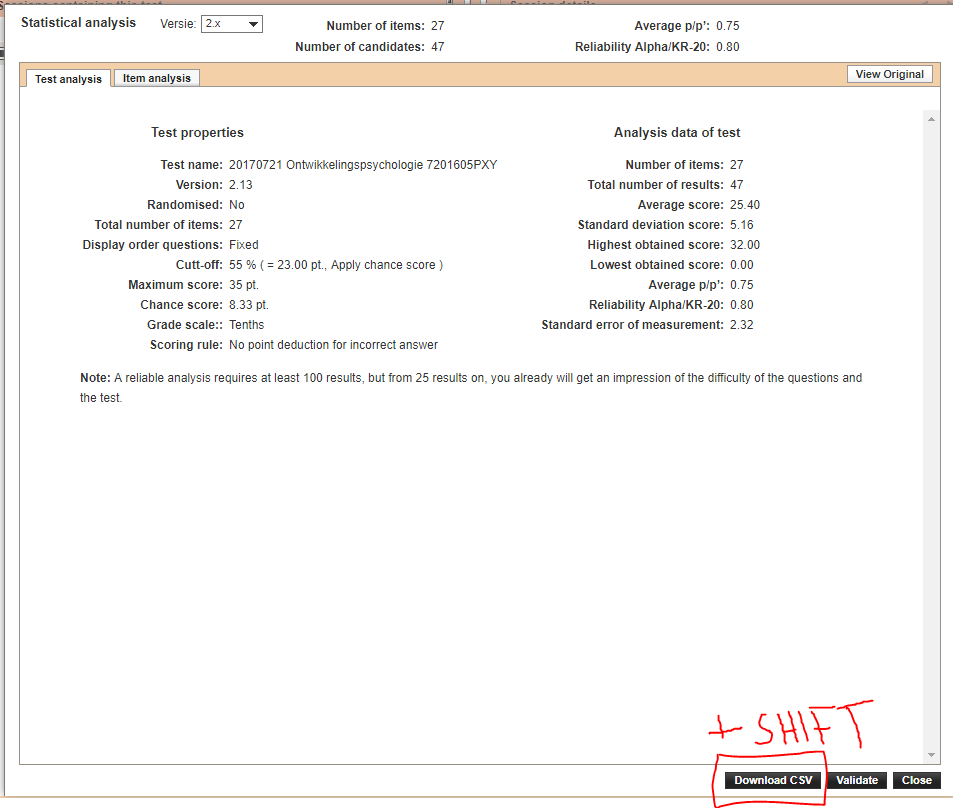 Statistical analysis Versie: 2.x Number of items: 27 Average p/p': 0.75
Number of candidates: 47 Reliability Alpha/KR-20: 0.80
Test analysis Item analysis View Original
Test properties Analysis data of test
Test name: 20170721 Ontwikkelingspsychologie 7201605PXY Number of items: 27
Version: 2.13 Total number of results: 47
Randomised: No Average score: 25.40
Total number of items: 27 Standard deviation score: 5.16
Display order questions: Fixed Highest obtained score: 32.00
Cutt-off: 55 % ( = 23.00 pt., Apply chance score ) Lowest obtained score: 0.00
Maximum score: 35 pt. Average p/p': 0.75
Chance score: 8.33 pt. Reliability Alpha/KR-20: 0.80
Grade scale:: Tenths Standard error of measurement: 2.32
Scoring rule: No point deduction for incorrect answer
Note: A reliable analysis requires at least 100 results, but from 25 results on, you already will get an impression of the difficulty of the questions and
the test.
+ SHIFT
Download CSV Validate Close